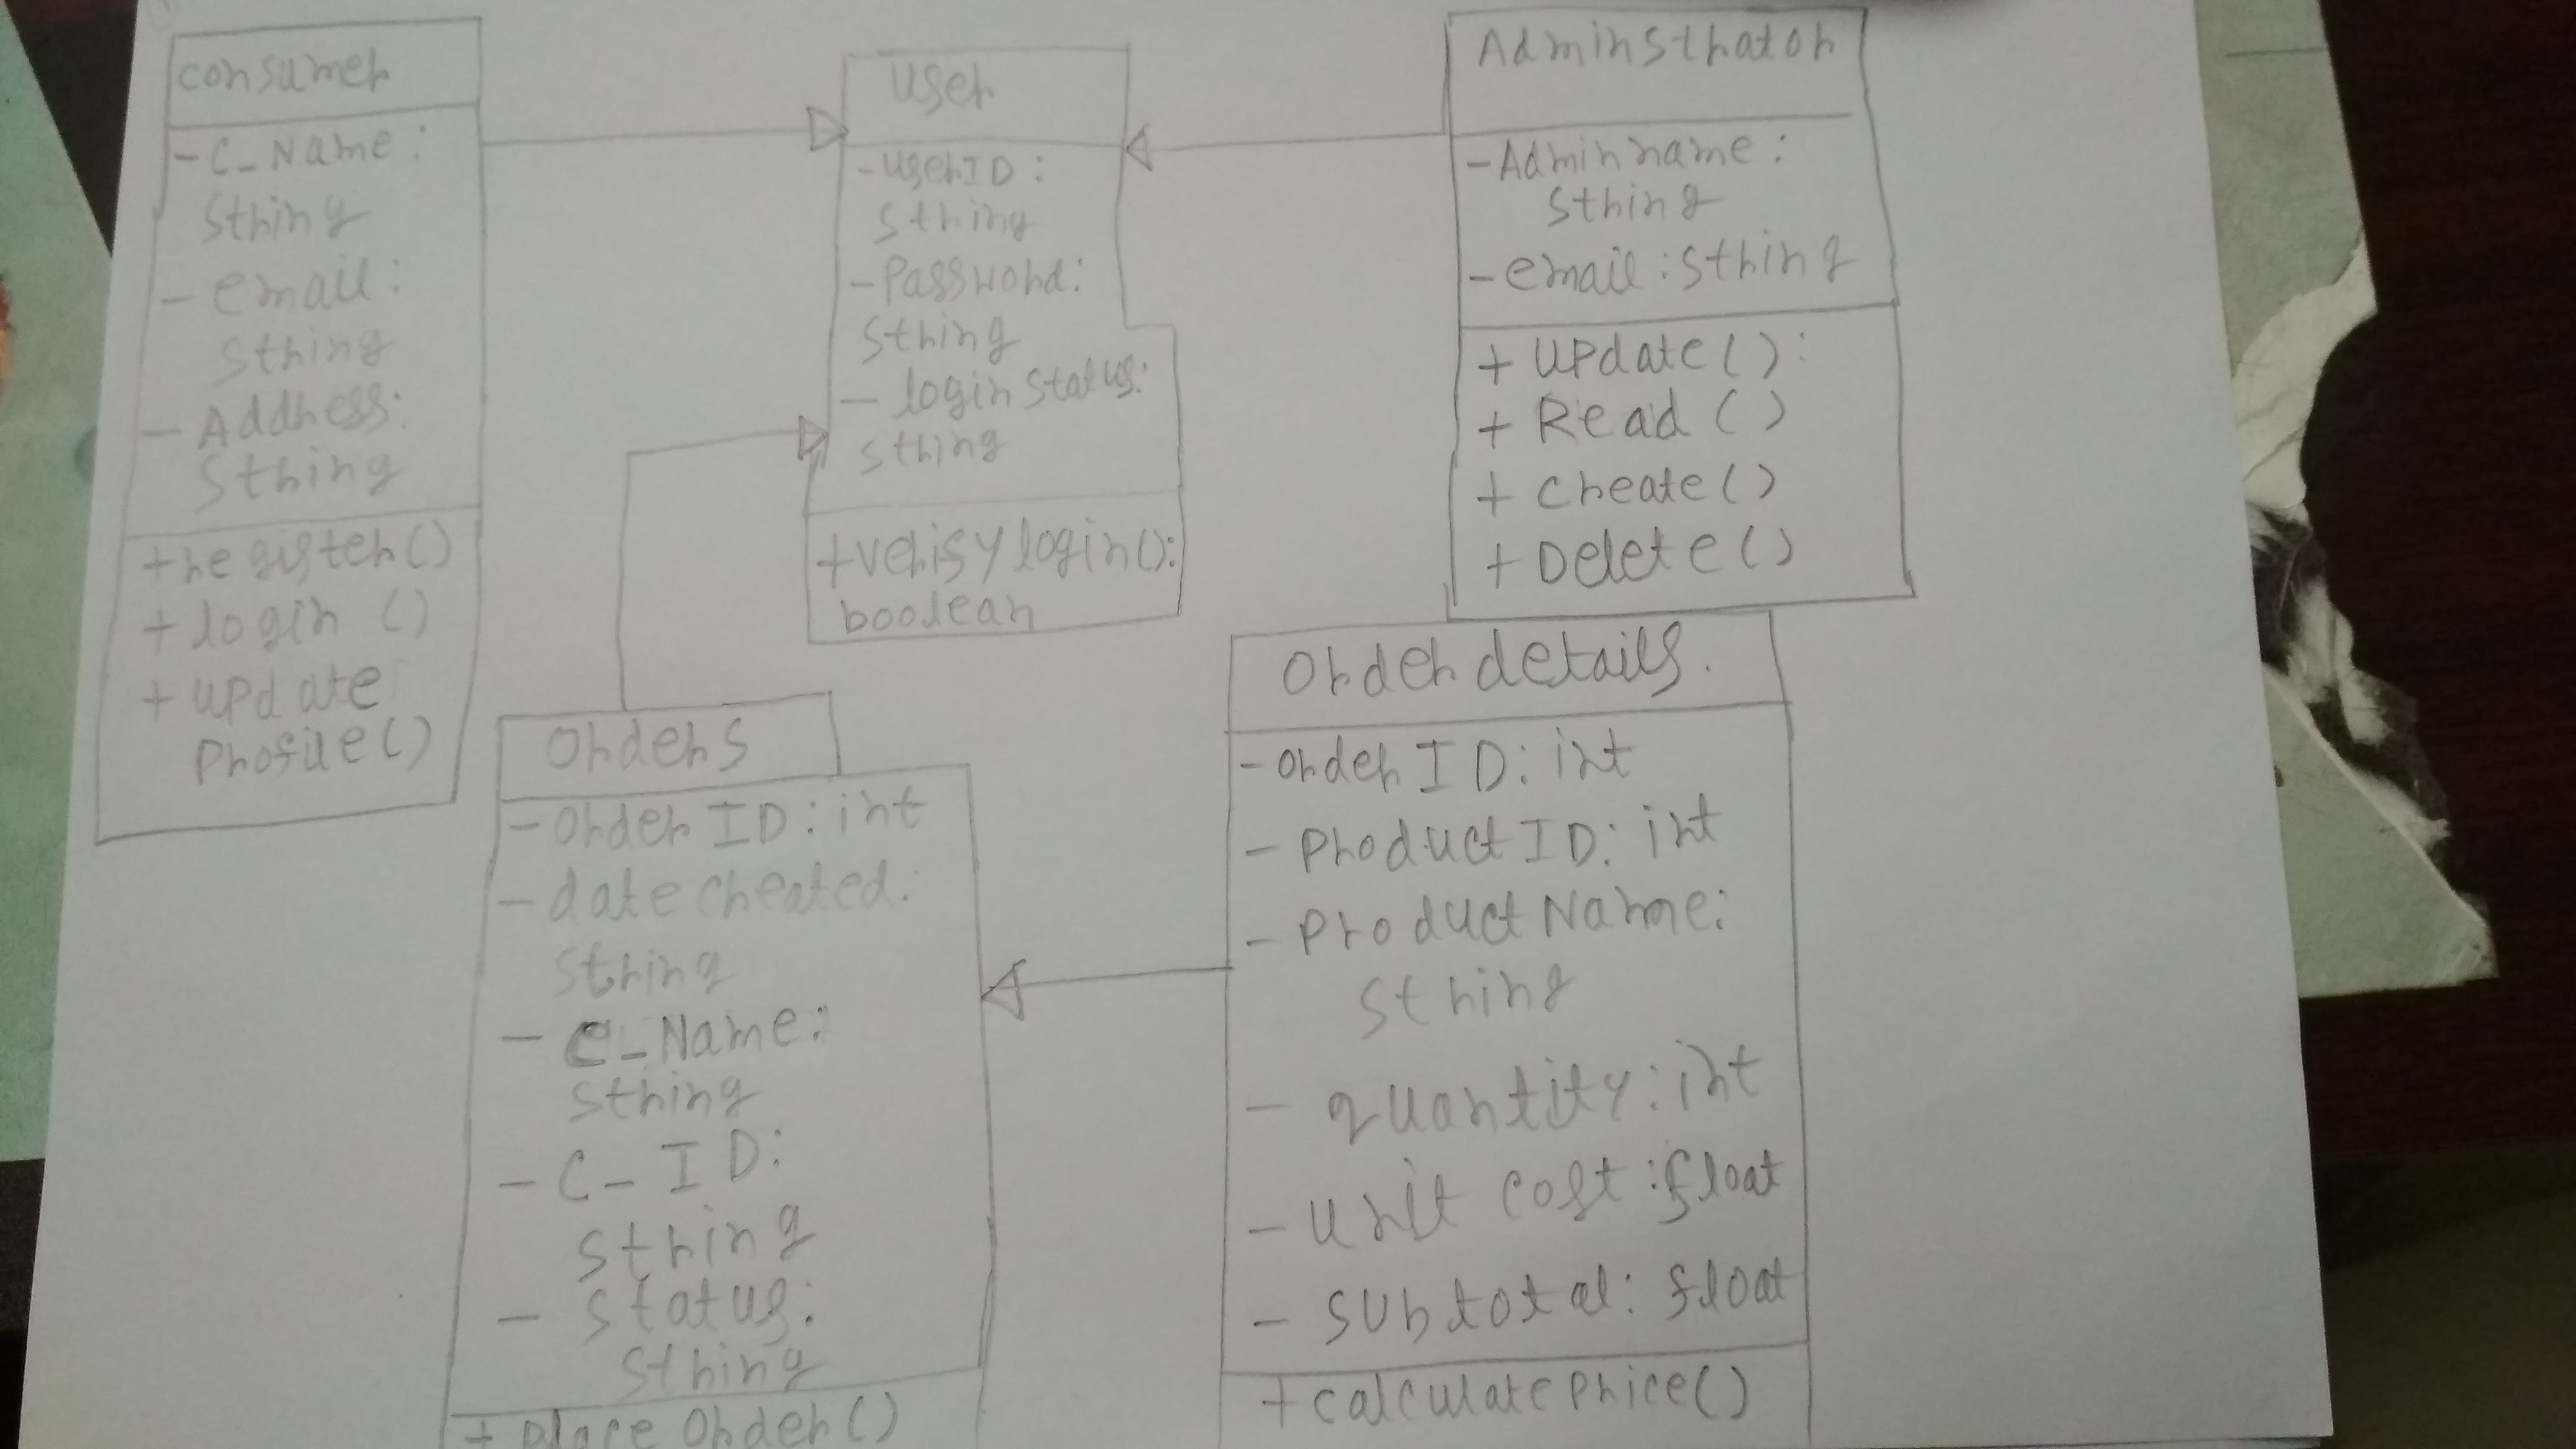 consumer
- C_Name:
string
- email:
string
- Address:
string
+ register()
+ login ()
+ update
Profile()
user
- userID:
string
- Password:
string
- login status:
string
+ verify login():
boolean
Adminstrator
- Admin name:
string
- email: string
+ update():
+ Read ()
+ create()
+ Delete()
Orders
- Order ID: int
- date created:
string
- C_Name:
string
- C_ID:
string
- status:
string
+ place Order()
Order details.
- order ID: int
- Product ID: int
- Product Name:
string
- quantity: int
- unit cost: float
- subtotal: float
+ calculate Price()